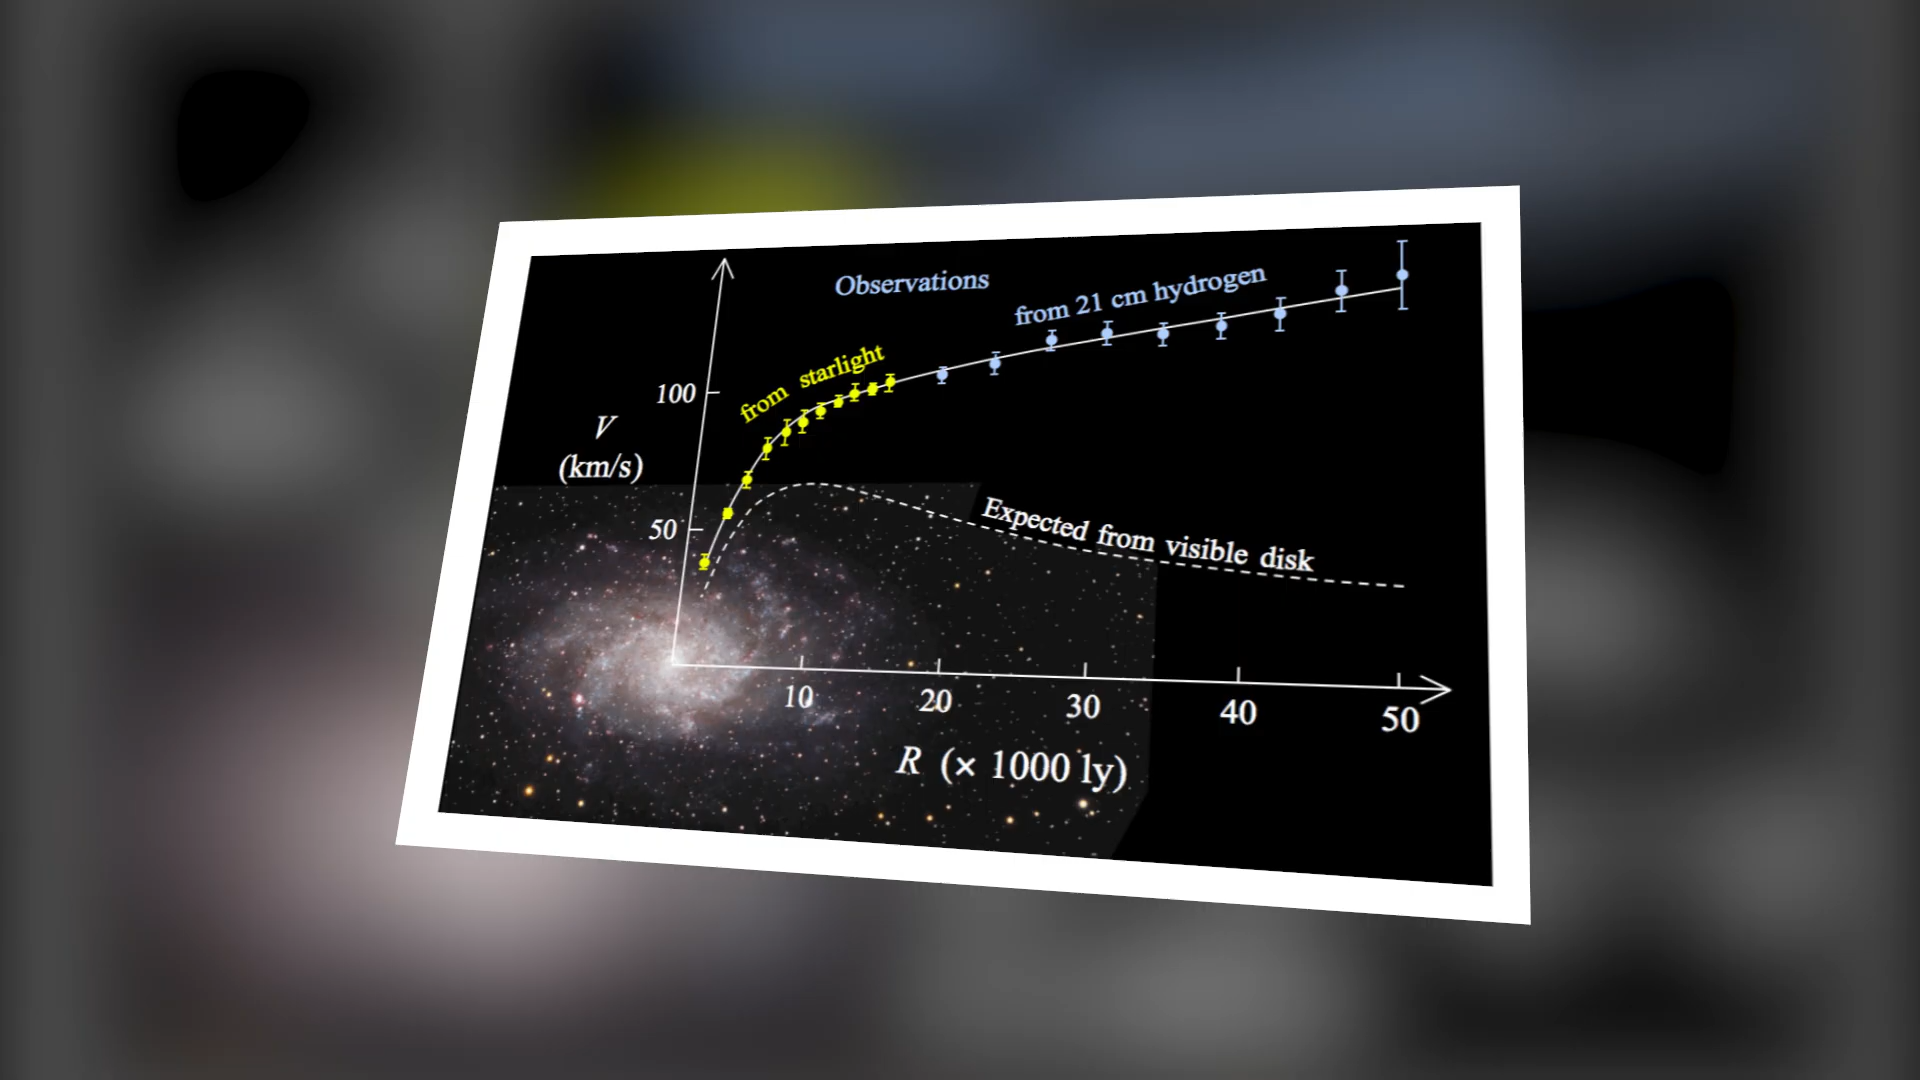 Observations
from 21 cm hydrogen
from starlight
100
V
(km/s)
50
Expected from visible disk
10
20
30
40
50
R (× 1000 ly)